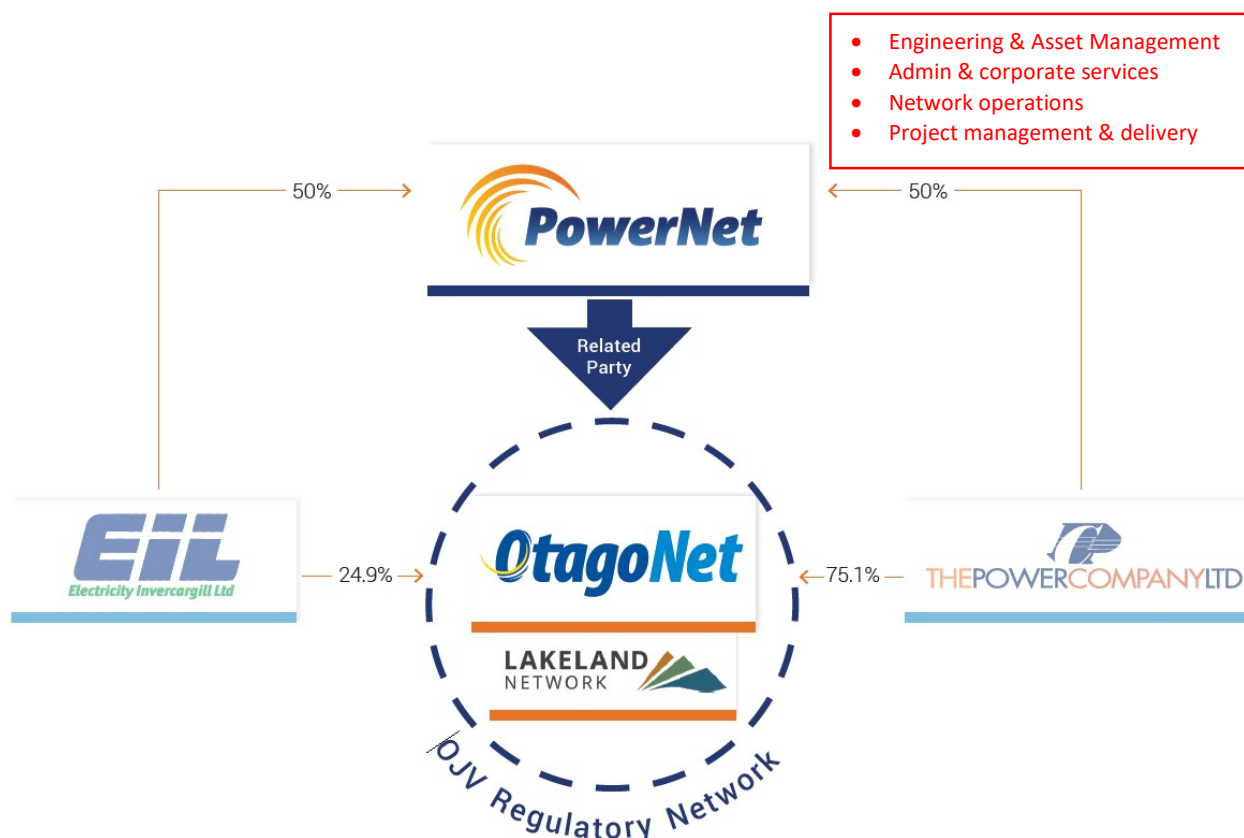 • Engineering & Asset Management
• Admin & corporate services
• Network operations
• Project management & delivery
50%
PowerNet
50%
Related
Party
EIL
Electricity Invercargill Ltd
24.9%
OtagoNet
75.1%
THEPOWERCOMPANYLTD
LAKELAND
NETWORK
OJV Regulatory Network